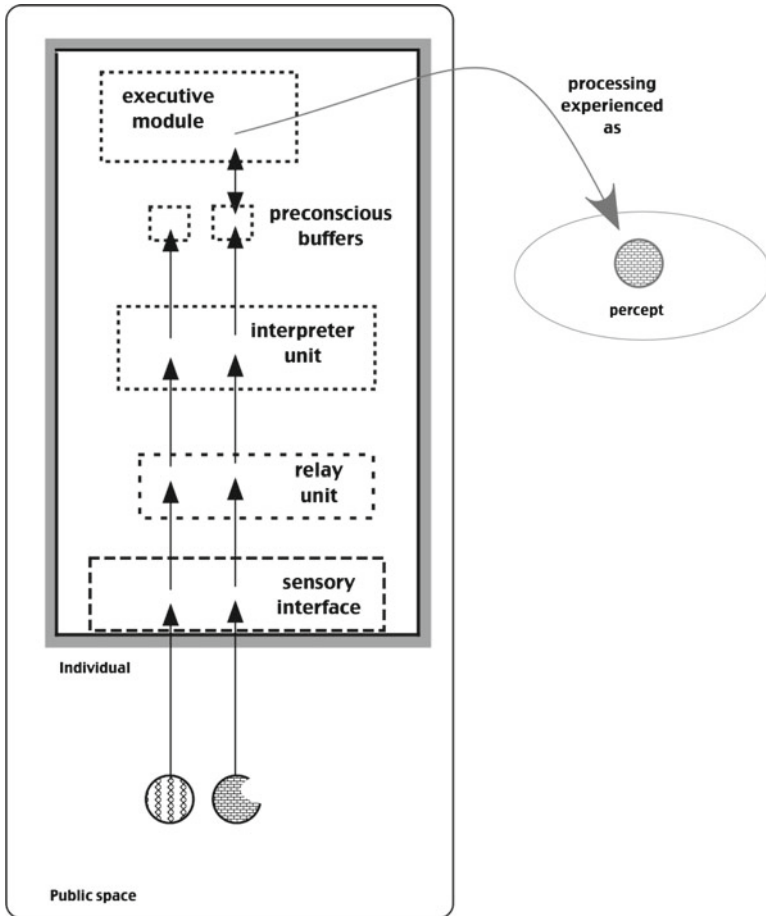 executive
module
processing
experienced
as
preconscious
buffers
percept
interpreter
unit
relay
unit
sensory
interface
Individual
Public space